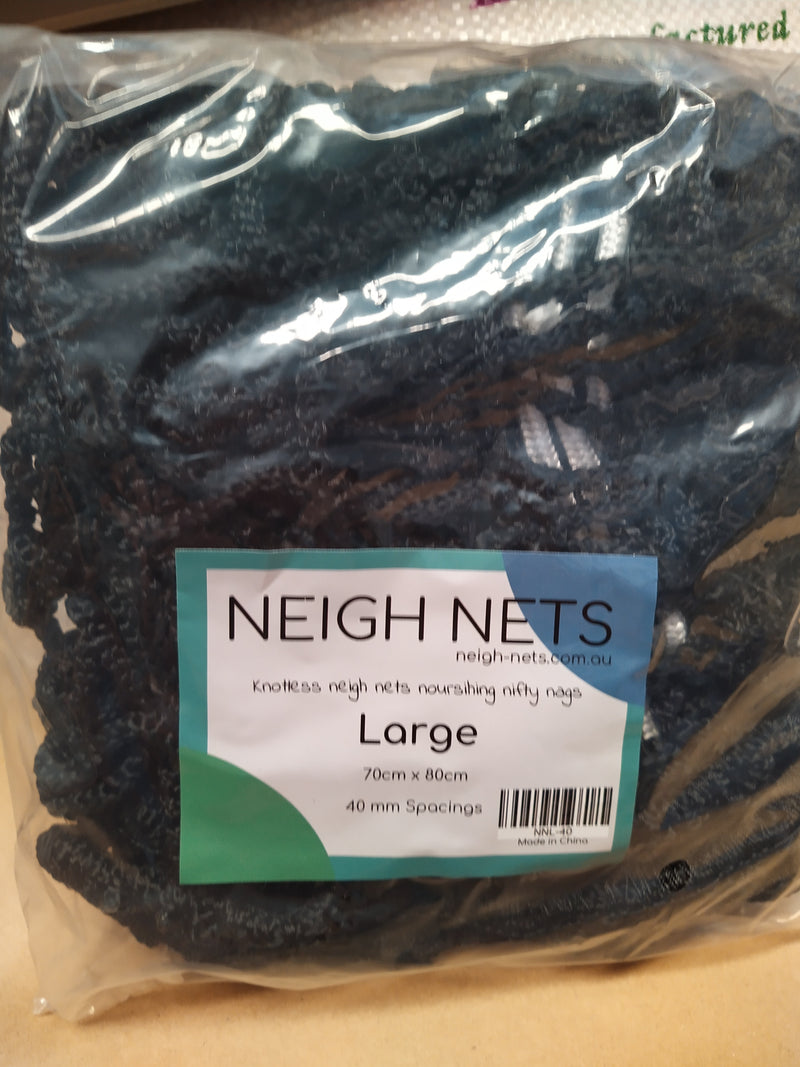 factured
NEIGH NETS
neigh-nets.com.au
Knotless neigh nets noursihing nifty nags
Large
70cm x 80cm
40 mm Spacings
NNL-40
Made in China